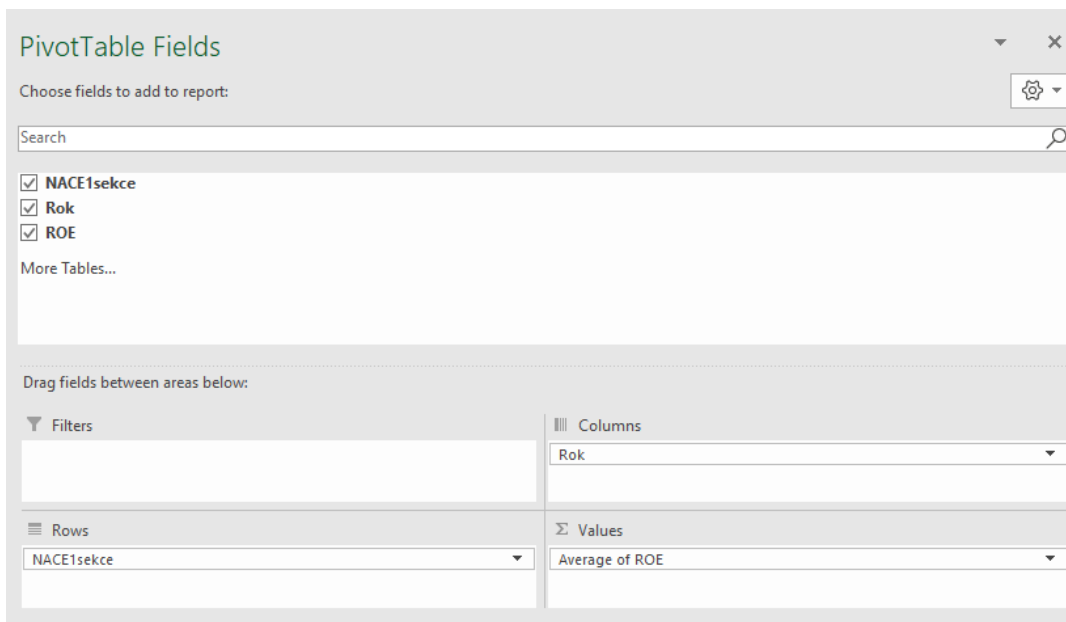 PivotTable Fields
Choose fields to add to report:
Search
NACE1sekce
Rok
ROE
More Tables...
Drag fields between areas below:
Filters
Columns
Rok
Rows
Σ Values
NACE1sekce
Average of ROE